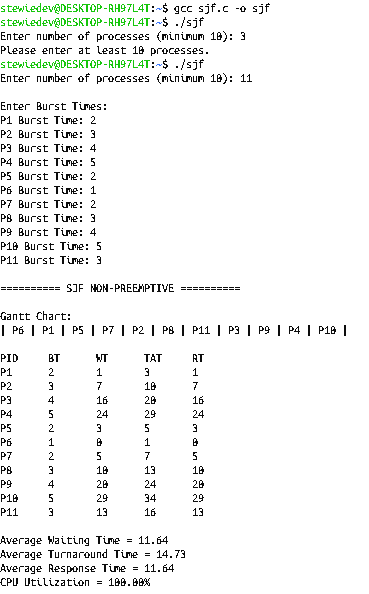 stewiedev@DESKTOP-RH97L4T:~$ gcc sjf.c -o sjf
stewiedev@DESKTOP-RH97L4T:~$ ./sjf
Enter number of processes (minimum 10): 3
Please enter at least 10 processes.
stewiedev@DESKTOP-RH97L4T:~$ ./sjf
Enter number of processes (minimum 10): 11
Enter Burst Times:
P1 Burst Time: 2
P2 Burst Time: 3
P3 Burst Time: 4
P4 Burst Time: 5
P5 Burst Time: 2
P6 Burst Time: 1
P7 Burst Time: 2
P8 Burst Time: 3
P9 Burst Time: 4
P10 Burst Time: 5
P11 Burst Time: 3
========== SJF NON-PREEMPTIVE ==========
Gantt Chart:
| P6 | P1 | P5 | P7 | P2 | P8 | P11 | P3 | P9 | P4 | P10 |
PID BT WT TAT RT
P1 2 1 3 1
P2 3 7 10 7
P3 4 16 20 16
P4 5 24 29 24
P5 2 3 5 3
P6 1 0 1 0
P7 2 5 7 5
P8 3 10 13 10
P9 4 20 24 20
P10 5 29 34 29
P11 3 13 16 13
Average Waiting Time = 11.64
Average Turnaround Time = 14.73
Average Response Time = 11.64
CPU Utilization = 100.00%